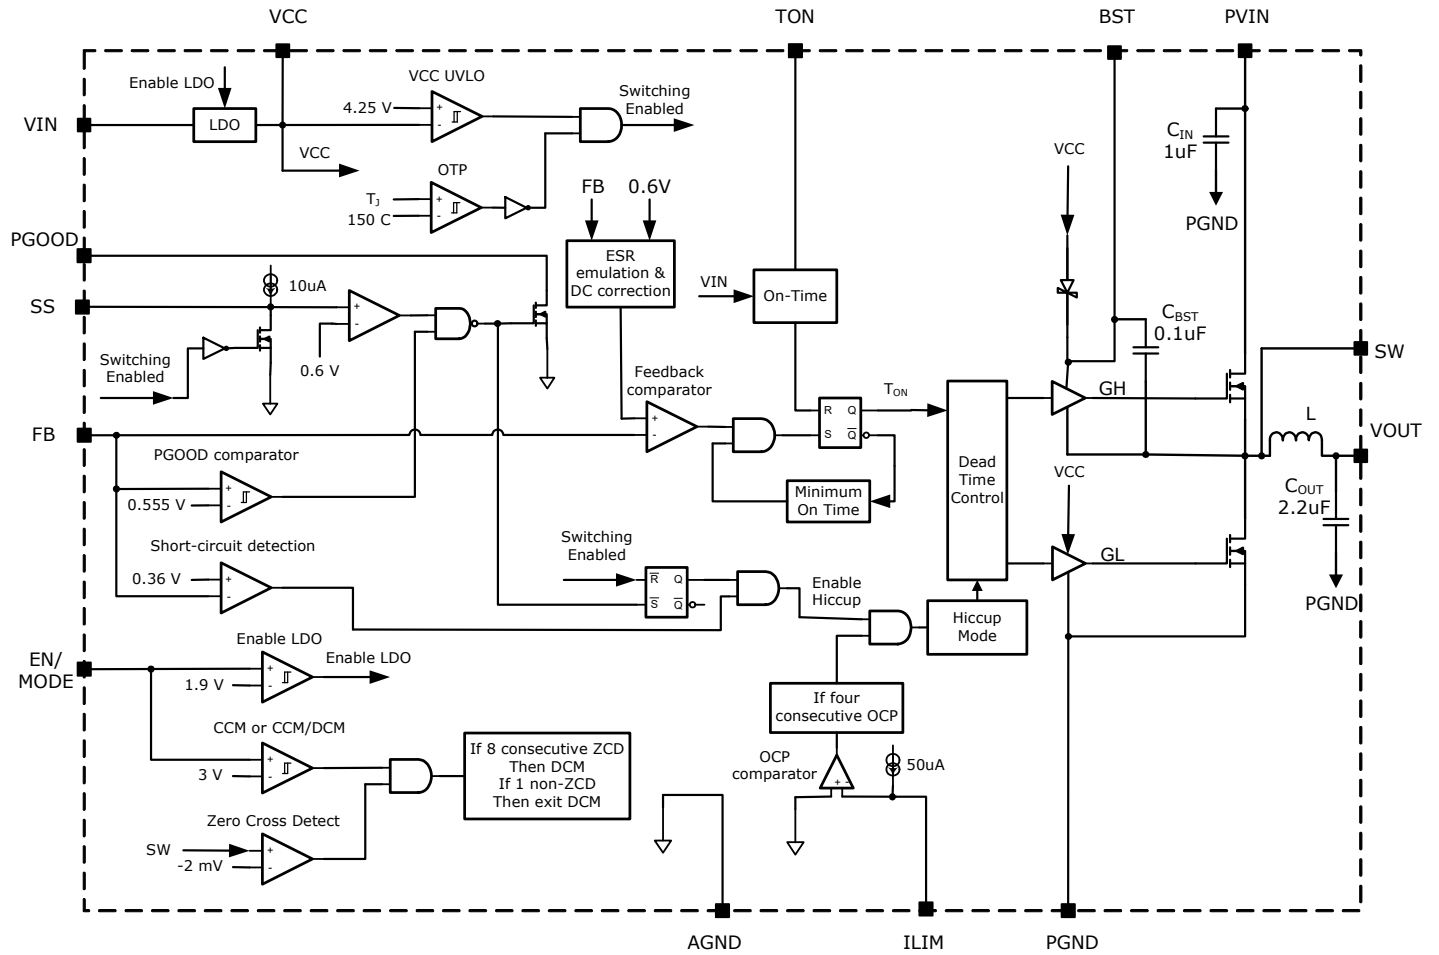 VCC
TON
BST
PVIN
Enable LDO
VCC UVLO
4.25 V
+
-
Switching
Enabled
VIN
LDO
VCC
OTP
TJ
150 C
+
-
FB
0.6V
ESR
emulation &
DC correction
VCC
CIN
1uF
PGND
PGOOD
SS
10uA
+
-
0.6 V
Switching
Enabled
VIN
On-Time
CBST
0.1uF
SW
Feedback
comparator
+
-
R
Q
S
Q
TON
GH
L
VOUT
FB
PGOOD comparator
0.555 V
+
-
Minimum
On Time
Dead
Time
Control
VCC
COUT
2.2uF
PGND
Short-circuit detection
0.36 V
+
-
Switching
Enabled
R
Q
S
Q
Enable
Hiccup
GL
Hiccup
Mode
EN/
MODE
Enable LDO
1.9 V
+
-
Enable LDO
If four
consecutive OCP
CCM or CCM/DCM
3 V
+
-
If 8 consecutive ZCD
Then DCM
If 1 non-ZCD
Then exit DCM
OCP
comparator
+ -
50uA
Zero Cross Detect
SW
-2 mV
+
-
AGND
ILIM
PGND